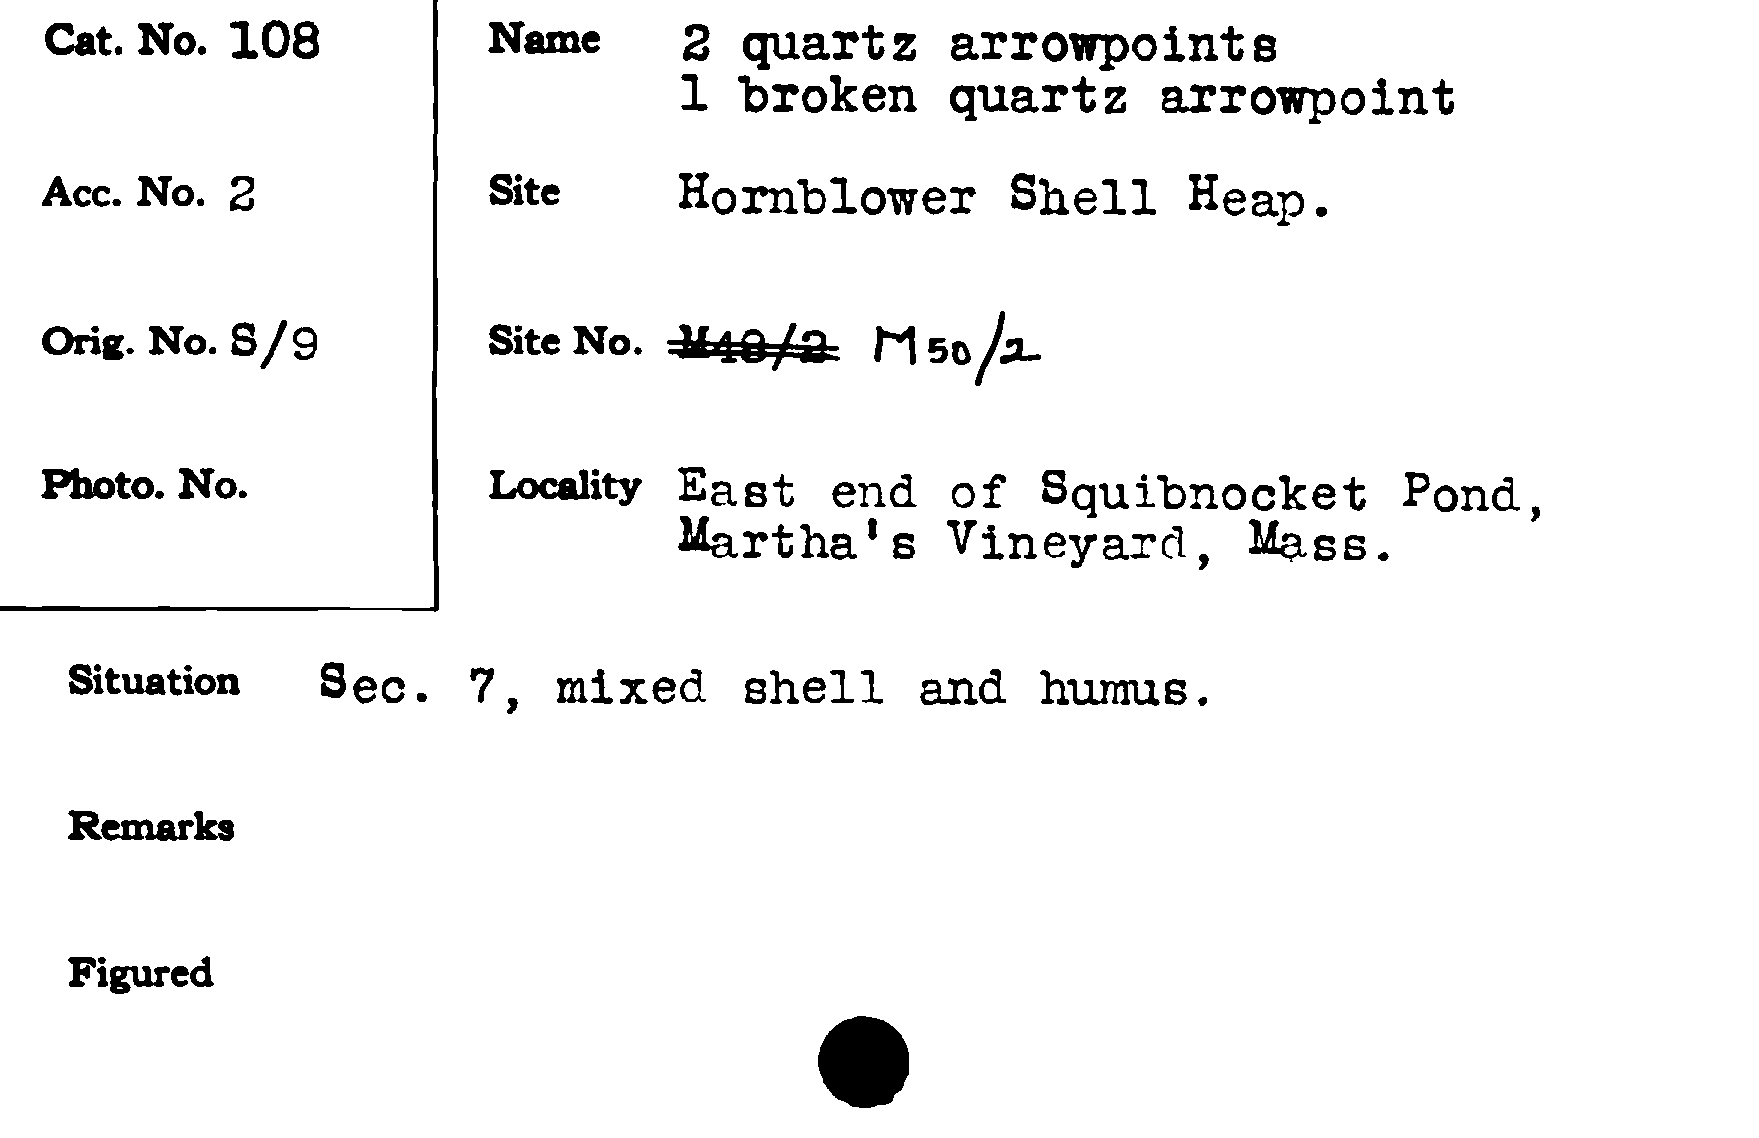 Cat. No. 108
Acc. No. 2
Orig. No. S/9
Photo. No.
Name 2 quartz arrowpoints
1 broken quartz arrowpoint
Site Hornblower Shell Heap.
Site No. M48/2 M50/2
Locality East end of Squibnocket Pond,
Martha's Vineyard, Mass.
Situation Sec. 7, mixed shell and humus.
Remarks
Figured